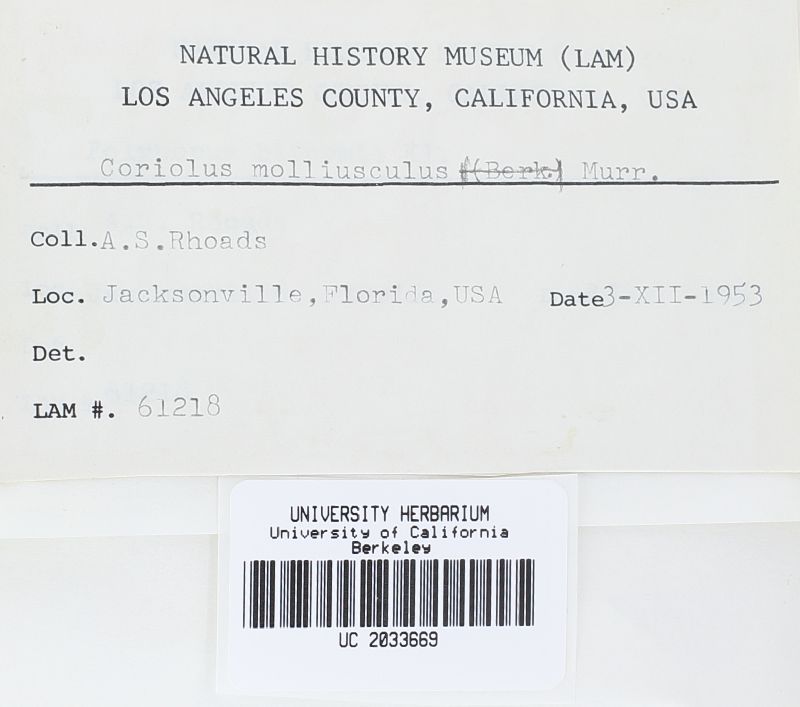 NATURAL HISTORY MUSEUM (LAM)
LOS ANGELES COUNTY, CALIFORNIA, USA
Coriolus molliusculus (Berk.) Murr.
Coll. A.S.Rhoads
Loc. Jacksonville, Florida, USA Date 3-XII-1953
Det.
LAM #. 61218
UNIVERSITY HERBARIUM
University of California
Berkeley
UC 2033669